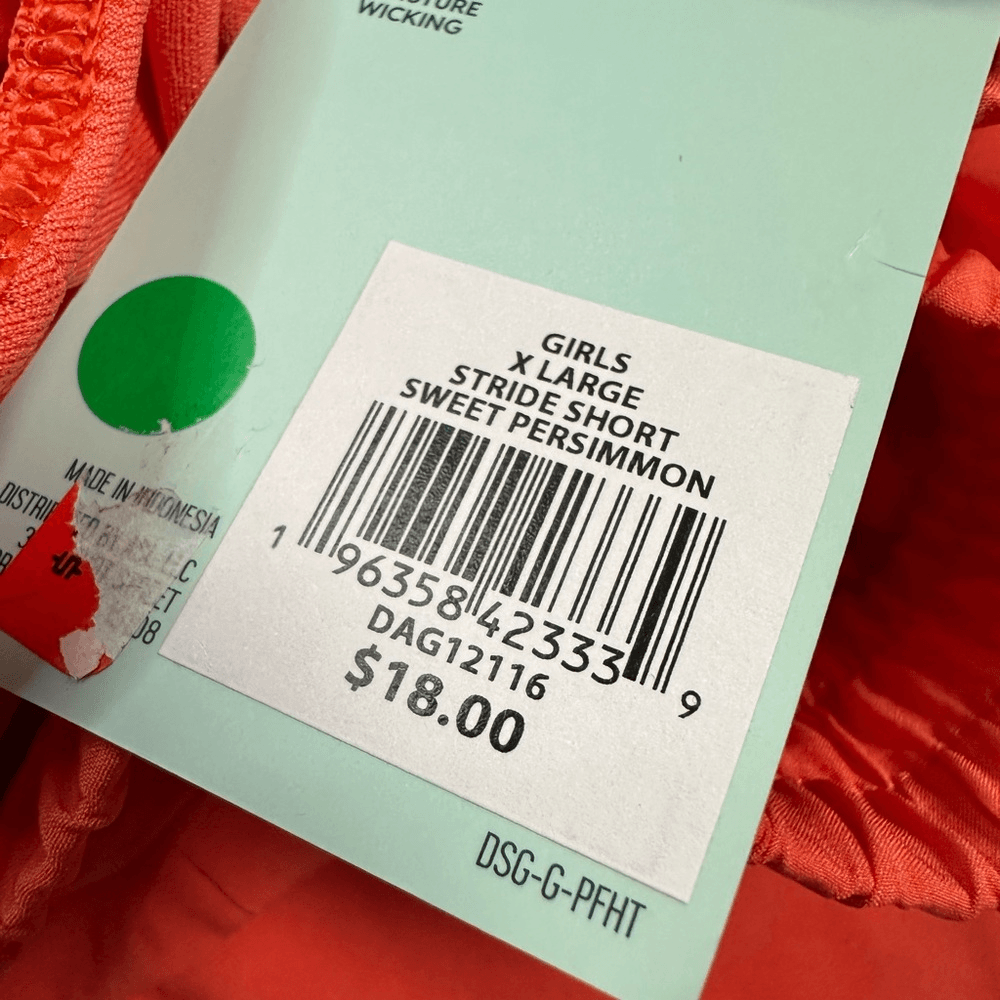 WICKING
GIRLS
X LARGE
STRIDE SHORT
SWEET PERSIMMON
1 96358 42333 9
DAG12116
$18.00
MADE IN INDONESIA
DSG-G-PFHT